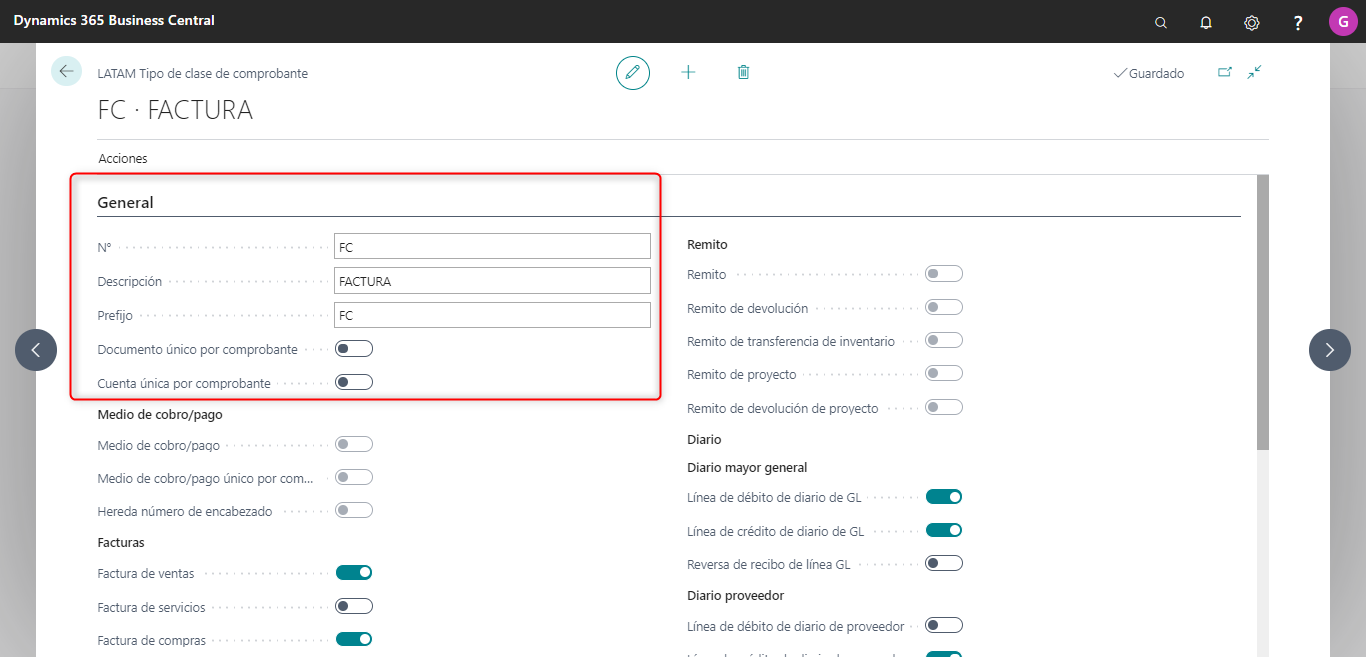 Dynamics 365 Business Central
?
G
LATAM Tipo de clase de comprobante
Guardado
FC · FACTURA
Acciones
General
Nº
FC
Descripción
FACTURA
Prefijo
FC
Documento único por comprobante
Cuenta única por comprobante
Medio de cobro/pago
Medio de cobro/pago
Medio de cobro/pago único por com...
Hereda número de encabezado
Facturas
Factura de ventas
Factura de servicios
Factura de compras
Remito
Remito
Remito de devolución
Remito de transferencia de inventario
Remito de proyecto
Remito de devolución de proyecto
Diario
Diario mayor general
Línea de débito de diario de GL
Línea de crédito de diario de GL
Reversa de recibo de línea GL
Diario proveedor
Línea de débito de diario de proveedor